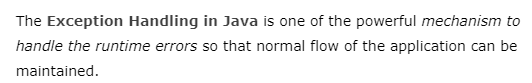 The Exception Handling in Java is one of the powerful mechanism to
handle the runtime errors so that normal flow of the application can be
maintained.